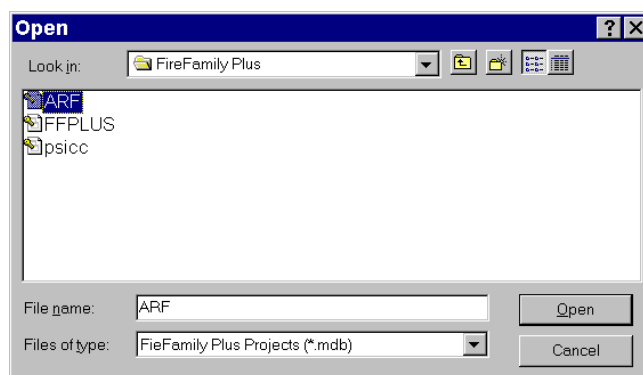 Open
Look in: FireFamily Plus
ARF
FFPLUS
psicc
File name: ARF Open
Files of type: FieFamily Plus Projects (*.mdb) Cancel